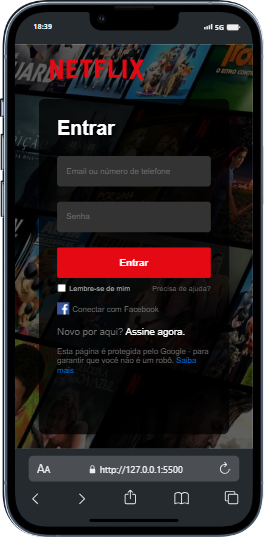 18:39
5G
NETFLIX
Entrar
Email ou número de telefone
Senha
Entrar
Lembre-se de mim
Precisa de ajuda?
Conectar com Facebook
Novo por aqui? Assine agora.
Esta página é protegida pelo Google - para
garantir que você não é um robô. Saiba
mais
AA
http://127.0.0.1:5500